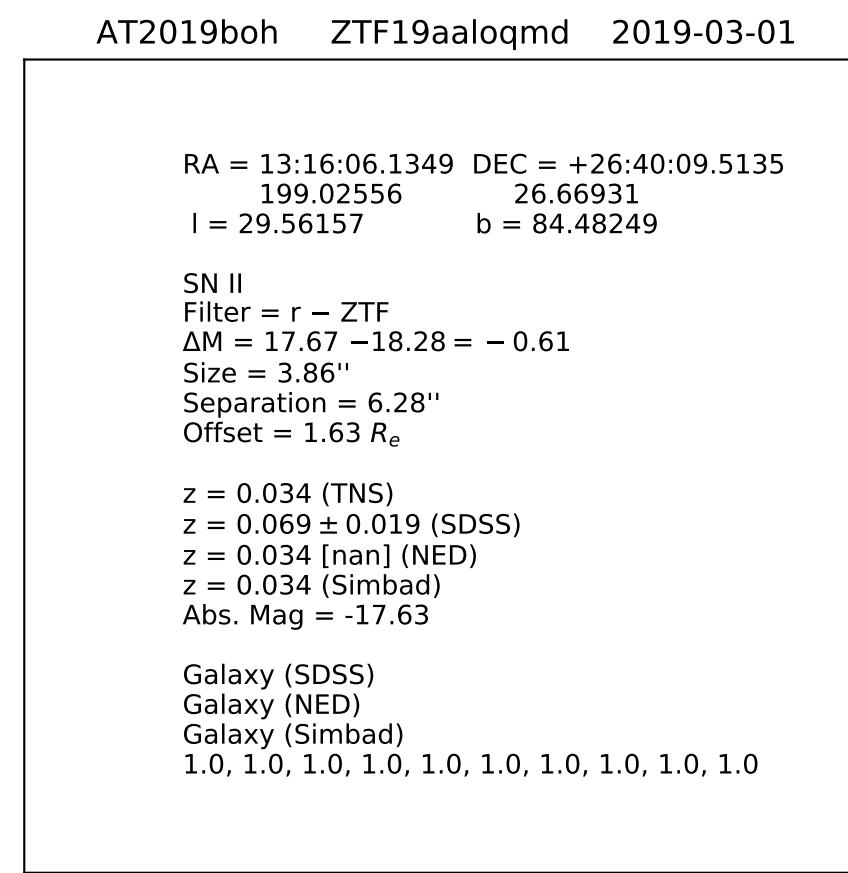 AT2019boh ZTF19aaloqmd 2019-03-01
RA = 13:16:06.1349 DEC = +26:40:09.5135
199.02556 26.66931
l = 29.56157 b = 84.48249
SN II
Filter = r − ZTF
ΔM = 17.67 −18.28 = − 0.61
Size = 3.86''
Separation = 6.28''
Offset = 1.63 Re
z = 0.034 (TNS)
z = 0.069 ± 0.019 (SDSS)
z = 0.034 [nan] (NED)
z = 0.034 (Simbad)
Abs. Mag = -17.63
Galaxy (SDSS)
Galaxy (NED)
Galaxy (Simbad)
1.0, 1.0, 1.0, 1.0, 1.0, 1.0, 1.0, 1.0, 1.0, 1.0